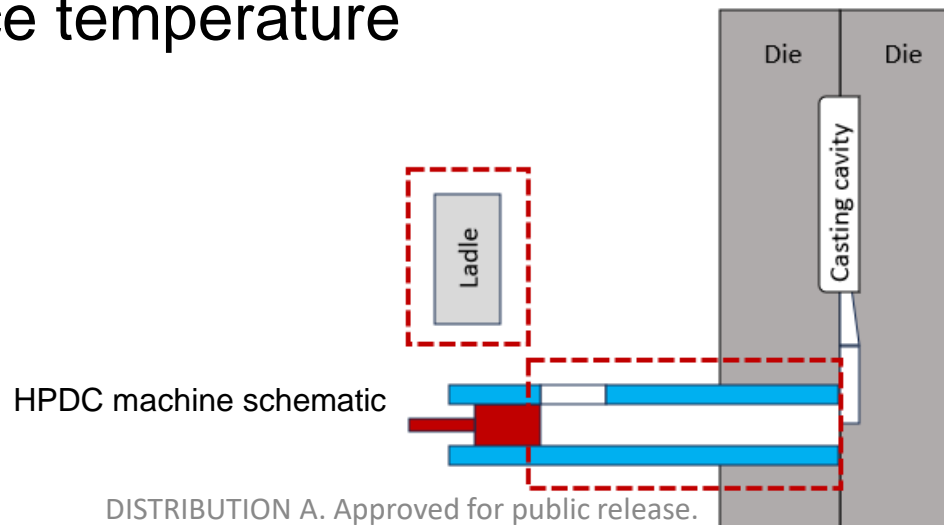 ce temperature
Die
Die
Casting cavity
Ladle
HPDC machine schematic
DISTRIBUTION A. Approved for public release.